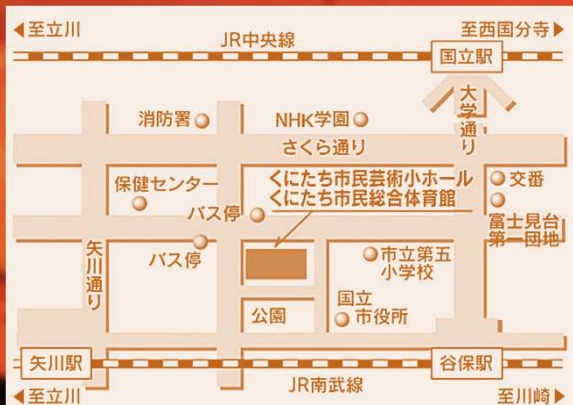 ◀至立川
至西国分寺▶
JR中央線
国立駅
大学通り
消防署
NHK学園
さくら通り
保健センター
くにたち市民芸術小ホール
くにたち市民総合体育館
交番
バス停
富士見台
第一団地
矢川通り
バス停
市立第五
小学校
公園
国立
市役所
矢川駅
谷保駅
JR南武線
◀至立川
至川崎▶